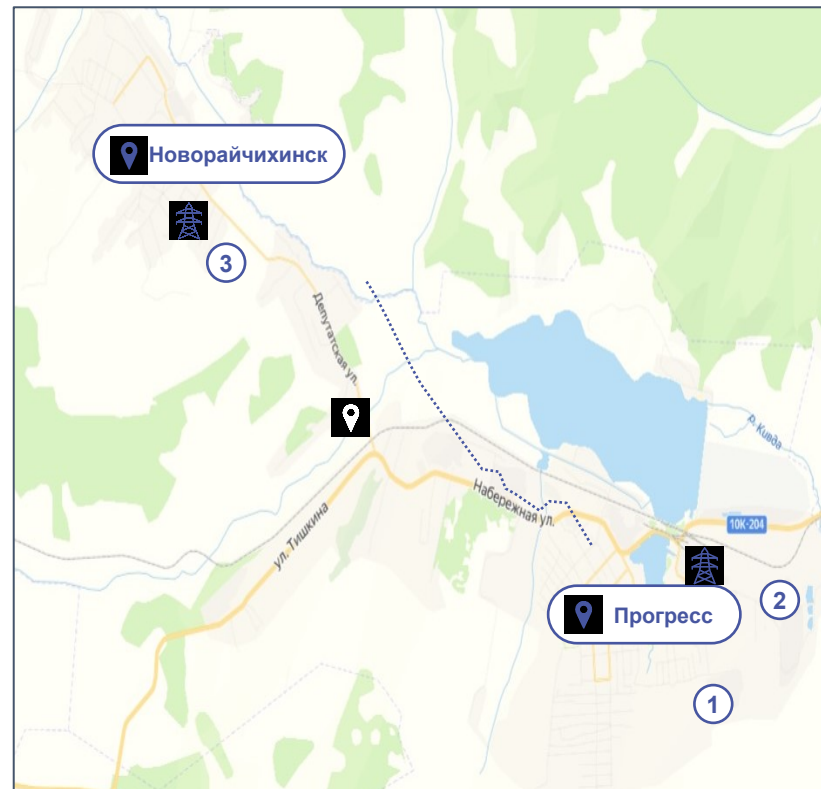 Новорайчихинск
3
Депутатская ул.
р. Кивда
Набережная ул.
ул. Тишкина
10К-204
2
Прогресс
1